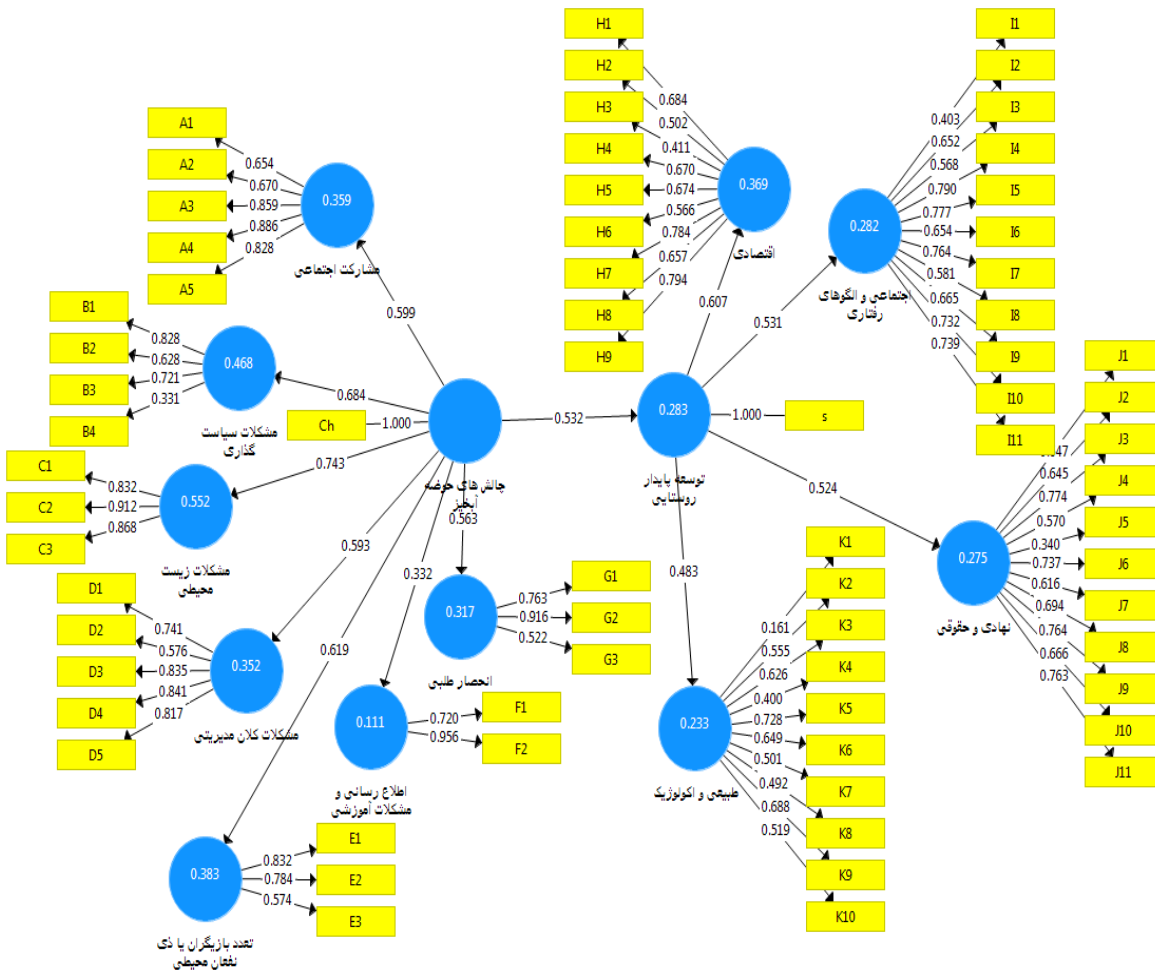 H1
H2
H3
H4
H5
H6
H7
H8
H9
0.684
0.502
0.411
0.670
0.674
0.566
0.784
0.657
0.794
0.369
اقتصادی
I1
I2
I3
I4
I5
I6
I7
I8
I9
I10
I11
0.403
0.652
0.568
0.790
0.777
0.654
0.764
0.581
0.665
0.732
0.739
0.282
اجتماعی و الگوهای
رفتاری
A1
A2
A3
A4
A5
0.654
0.670
0.859
0.886
0.828
0.359
مشارکت اجتماعی
0.599
B1
B2
B3
B4
0.828
0.628
0.721
0.331
0.468
مشکلات سیاست
گذاری
0.684
Ch
1.000
چالش های حوضه
آبخیز
0.532
0.283
توسعه پایدار
روستایی
1.000
s
0.607
0.531
0.524
0.483
C1
C2
C3
0.832
0.912
0.868
0.552
مشکلات زیست
محیطی
0.743
D1
D2
D3
D4
D5
0.741
0.576
0.835
0.841
0.817
0.352
مشکلات کلان مدیریتی
0.593
0.563
0.332
0.619
G1
G2
G3
0.763
0.916
0.522
0.317
انحصار طلبی
F1
F2
0.720
0.956
0.111
اطلاع رسانی و
مشکلات آموزشی
E1
E2
E3
0.832
0.784
0.574
0.383
تعدد بازیگران یا ذی
نفعان محیطی
K1
K2
K3
K4
K5
K6
K7
K8
K9
K10
0.161
0.555
0.626
0.400
0.728
0.649
0.501
0.492
0.688
0.519
0.233
طبیعی و اکولوژیک
J1
J2
J3
J4
J5
J6
J7
J8
J9
J10
J11
0.645
0.774
0.570
0.340
0.737
0.616
0.694
0.764
0.666
0.763
0.275
نهادی و حقوقی